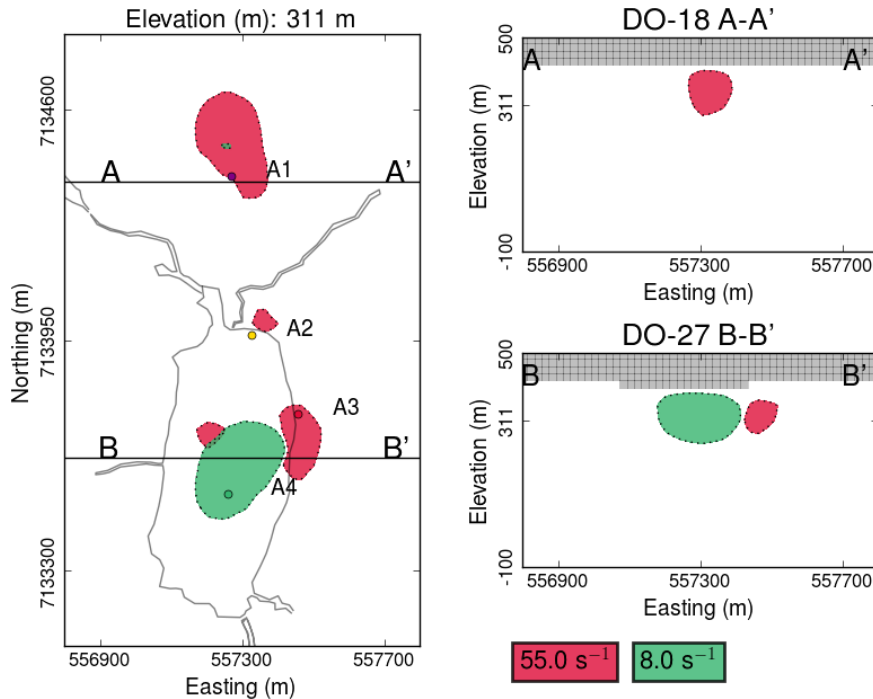 Elevation (m): 311 m
7134600
7133950
7133300
Northing (m)
A
A'
A1
A2
A3
B
B'
A4
556900
557300
557700
Easting (m)
DO-18 A-A'
500
311
-100
Elevation (m)
A
A'
556900
557300
557700
Easting (m)
DO-27 B-B'
500
311
-100
Elevation (m)
B
B'
556900
557300
557700
Easting (m)
55.0 s⁻¹
8.0 s⁻¹